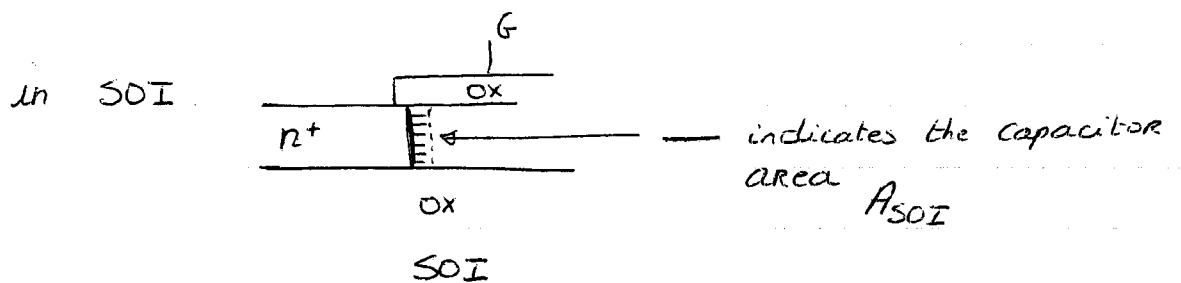 G
in SOI
OX
n+
— indicates the capacitor
area A_SOI
OX
SOI